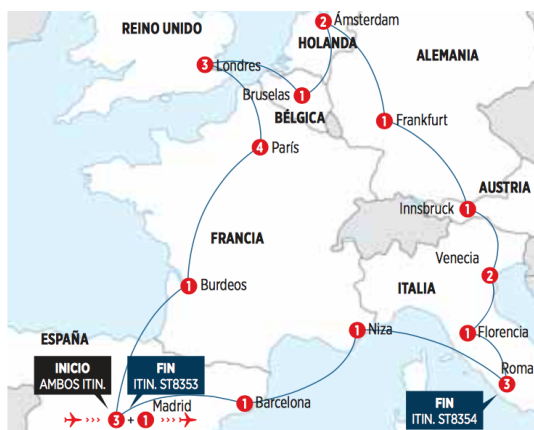 REINO UNIDO
2 Ámsterdam
HOLANDA
ALEMANIA
3 Londres
Bruselas 1
BÉLGICA
1 Frankfurt
París
4
AUSTRIA
Innsbruck 1
FRANCIA
Venecia
2
1 Burdeos
ITALIA
1 Niza
1 Florencia
ESPAÑA
Roma
3
INICIO
AMBOS ITIN.
FIN
ITIN. ST8353
FIN
ITIN. ST8354
Madrid
3 + 1
1 Barcelona